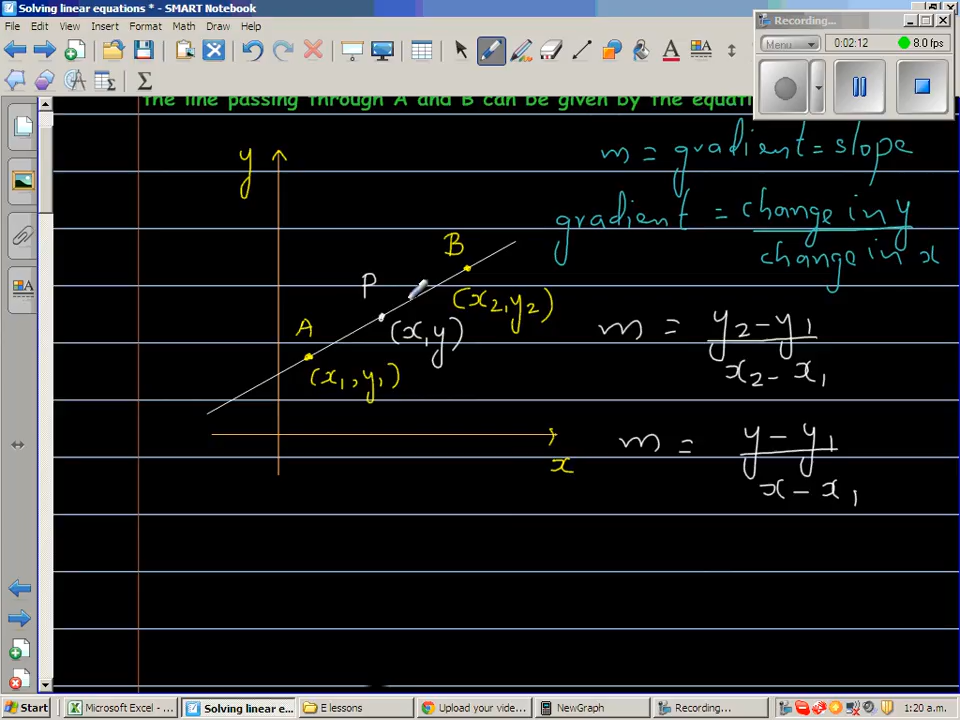 Solving linear equations * - SMART Notebook
File Edit View Insert Format Math Draw Help
Recording...
Menu 0:02:12 8.0 fps
the line passing through A and B can be given by the equa
y
m = gradient = slope
gradient = change in y / change in x
B
P
(x2, y2)
A
(x, y)
m = y2 - y1 / x2 - x1
(x1, y1)
m = y - y1 / x - x1
x
Start Microsoft Excel - ... Solving linear e... E lessons Upload your vide... NewGraph Recording... 1:20 a.m.